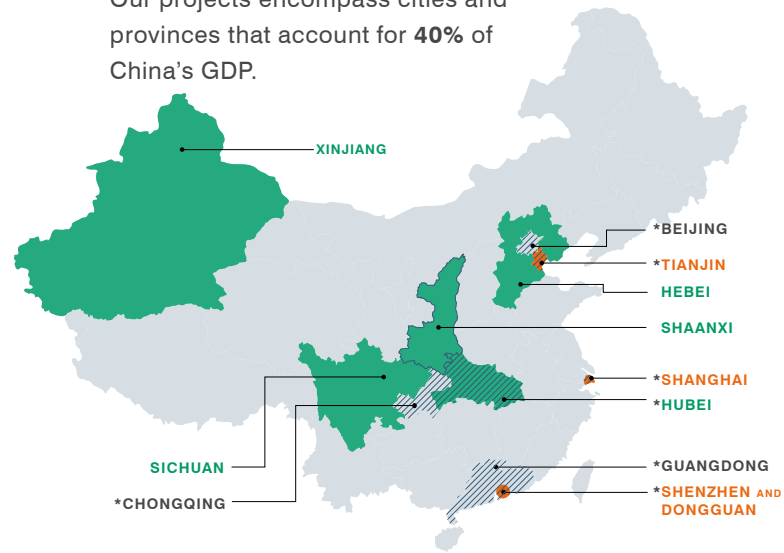 Our projects encompass cities and
provinces that account for 40% of
China's GDP.
XINJIANG
*BEIJING
*TIANJIN
HEBEI
SHAANXI
*SHANGHAI
*HUBEI
SICHUAN
*CHONGQING
*GUANGDONG
*SHENZHEN AND
DONGGUAN